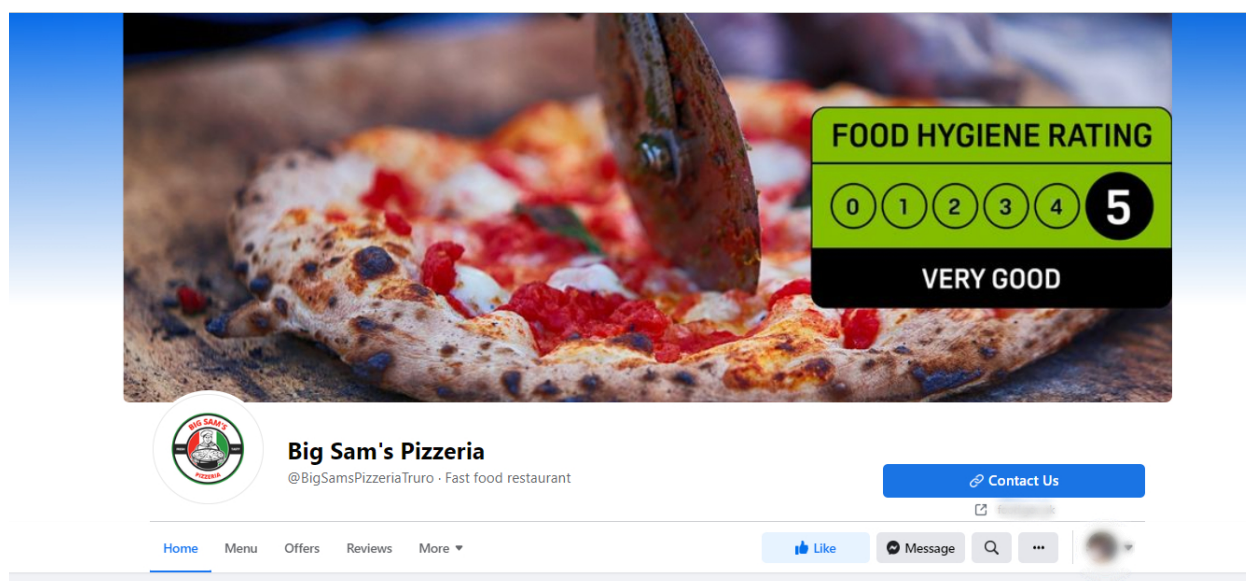 FOOD HYGIENE RATING
0 1 2 3 4 5
VERY GOOD
BIG SAM'S
PIZZERIA
Big Sam's Pizzeria
@BigSamsPizzeriaTruro · Fast food restaurant
Contact Us
Home Menu Offers Reviews More Like Message